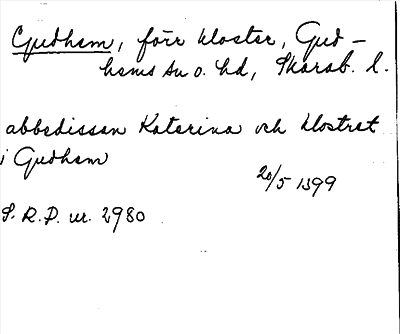 Gudhem, förr kloster, Gud-
hems sn o. hd, Skarab. l.
abbedissan Katerina och klostret
i Gudhem
20/5 1399
S. R. P. nr. 2980